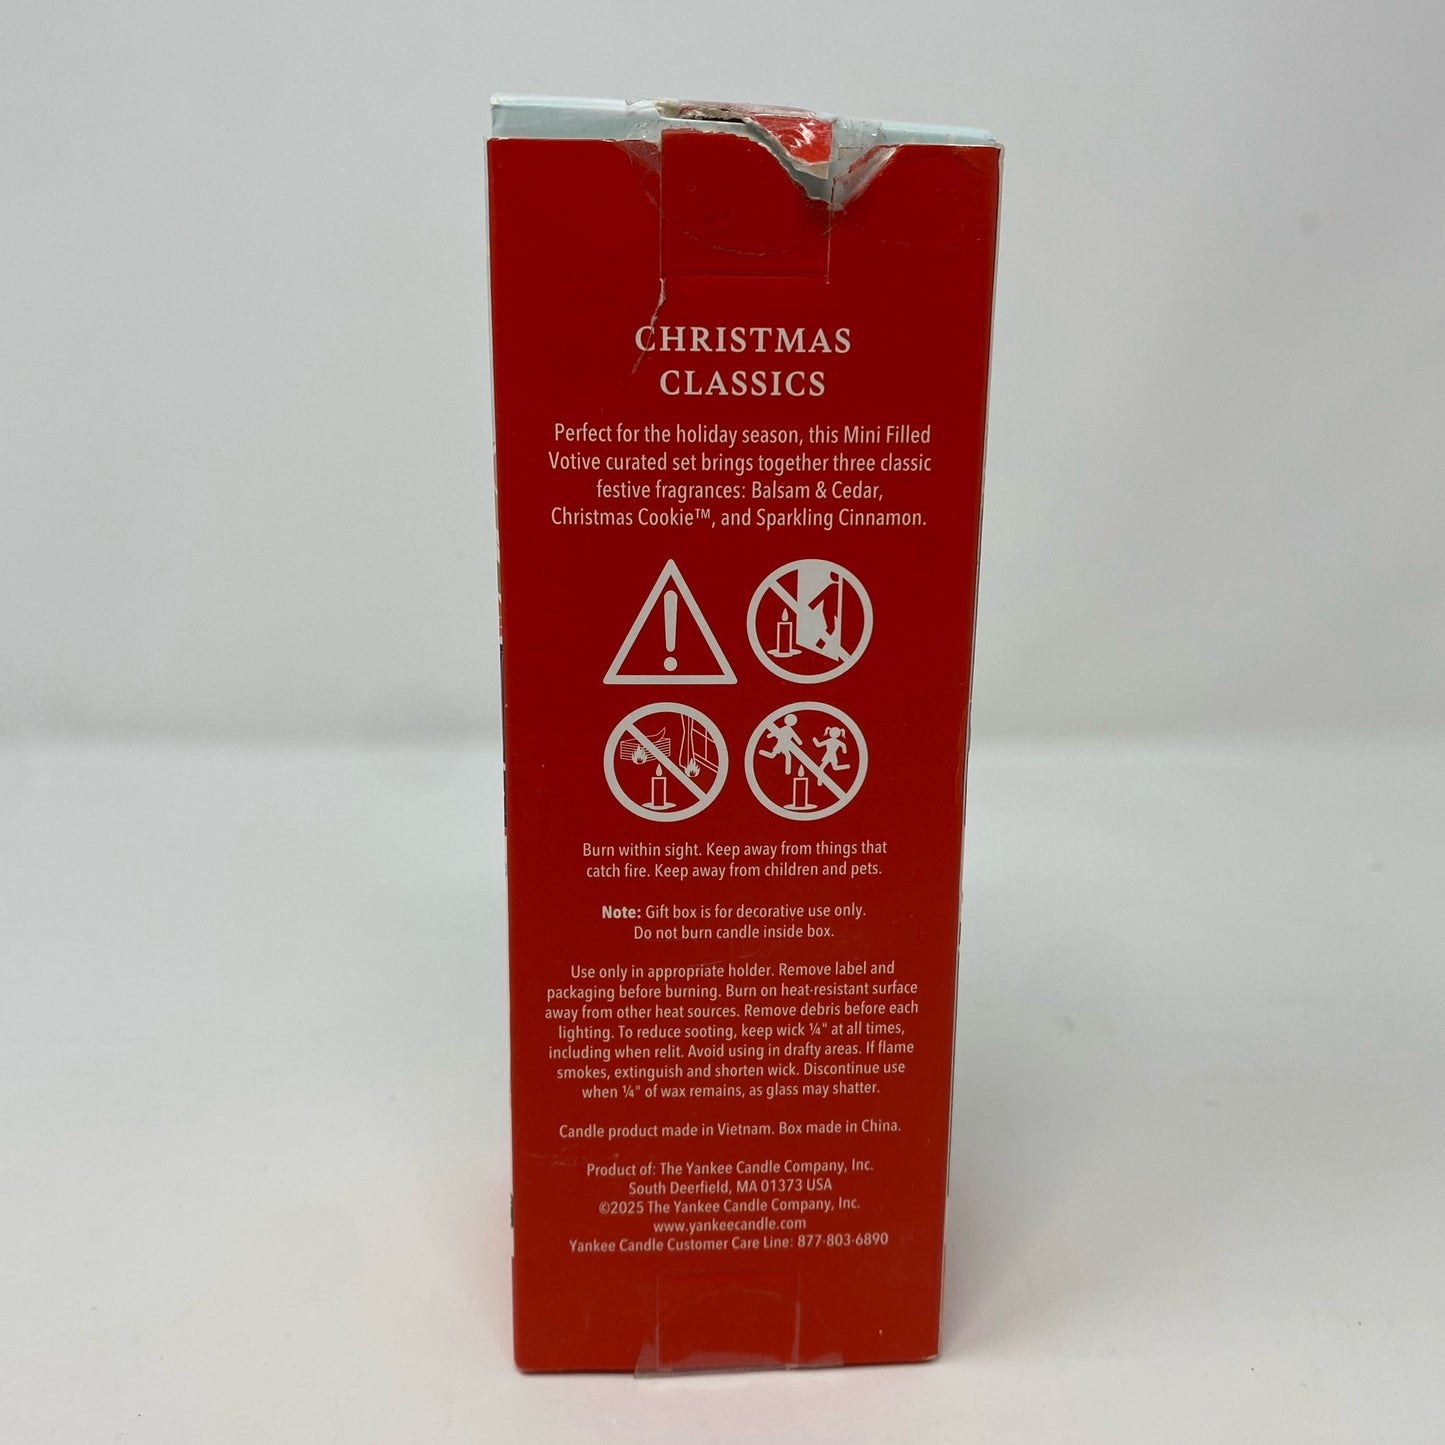 CHRISTMAS
CLASSICS
Perfect for the holiday season, this Mini Filled
Votive curated set brings together three classic
festive fragrances: Balsam & Cedar,
Christmas Cookie™, and Sparkling Cinnamon.
Burn within sight. Keep away from things that
catch fire. Keep away from children and pets.
Note: Gift box is for decorative use only.
Do not burn candle inside box.
Use only in appropriate holder. Remove label and
packaging before burning. Burn on heat-resistant surface
away from other heat sources. Remove debris before each
lighting. To reduce sooting, keep wick ¼" at all times,
including when relit. Avoid using in drafty areas. If flame
smokes, extinguish and shorten wick. Discontinue use
when ¼" of wax remains, as glass may shatter.
Candle product made in Vietnam. Box made in China.
Product of: The Yankee Candle Company, Inc.
South Deerfield, MA 01373 USA
©2025 The Yankee Candle Company, Inc.
www.yankeecandle.com
Yankee Candle Customer Care Line: 877-803-6890